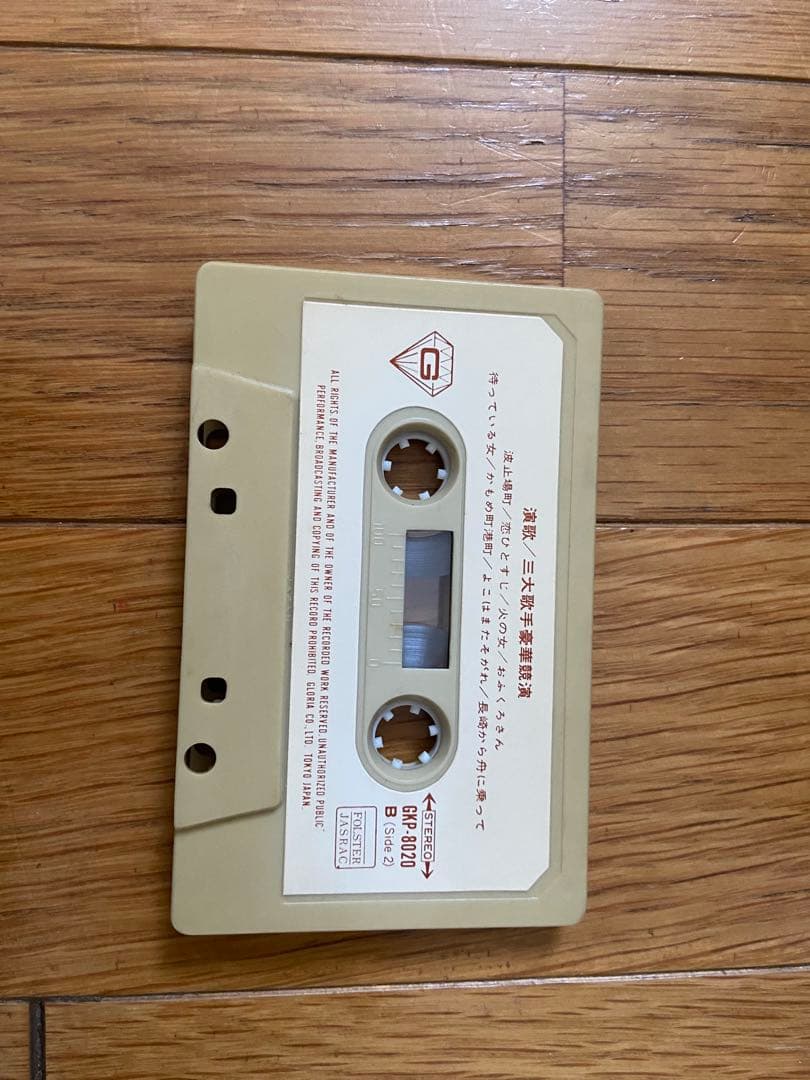 演歌／三大歌手豪華競演
波止場町／恋ひとすじ／火の女／おふくろさん
待っている女／かもめ町港町／よこはまたそがれ／長崎から舟に乗って
G
←STEREO→
GKP-8020
B (Side 2)
FOLSTER
JASRAC
100 50 0
ALL RIGHTS OF THE MANUFACTURER AND OF THE OWNER OF THE RECORDED WORK RESERVED. UNAUTHORIZED PUBLIC
PERFORMANCE. BROADCASTING AND COPYING OF THIS RECORD PROHIBITED. GLORIA CO., LTD. TOKYO JAPAN.